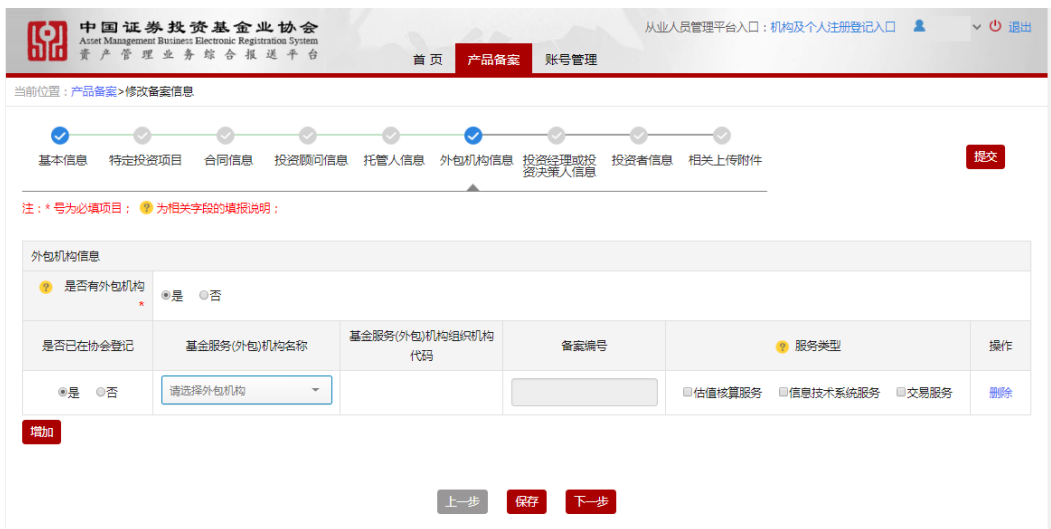 中国证券投资基金业协会
Asset Management Business Electronic Registration System
资产管理业务综合报送平台
从业人员管理平台入口：机构及个人注册登记入口
退出
首页 产品备案 账号管理
当前位置：产品备案>修改备案信息
基本信息 特定投资项目 合同信息 投资顾问信息 托管人信息 外包机构信息 投资经理或投资决策人信息 投资者信息 相关上传附件
提交
注：* 号为必填项目； ? 为相关字段的填报说明；
外包机构信息
? 是否有外包机构 * 是 否
是否已在协会登记 基金服务(外包)机构名称 基金服务(外包)机构组织机构代码 备案编号 ? 服务类型 操作
是 否 请选择外包机构 估值核算服务 信息技术系统服务 交易服务 删除
增加
上一步 保存 下一步